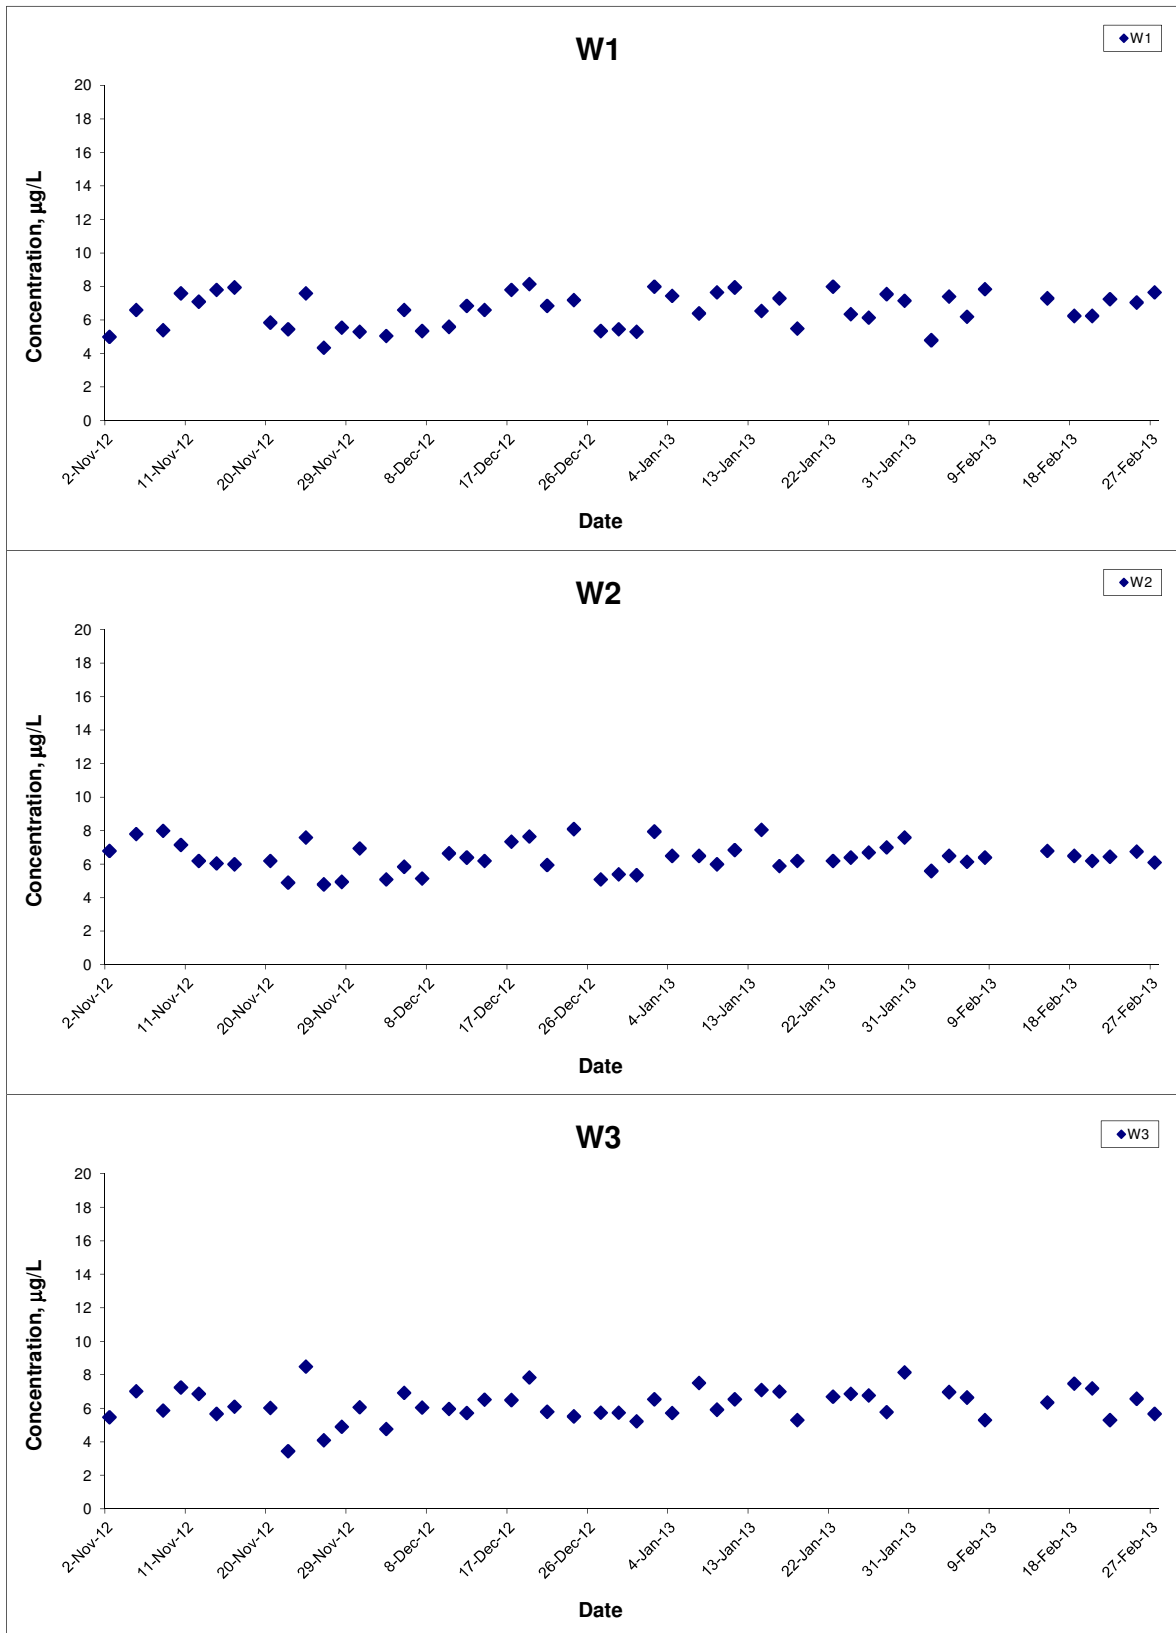 W1
W1
20
18
16
14
12
10
8
6
4
2
0
Concentration, µg/L
2-Nov-12
11-Nov-12
20-Nov-12
29-Nov-12
8-Dec-12
17-Dec-12
26-Dec-12
4-Jan-13
13-Jan-13
22-Jan-13
31-Jan-13
9-Feb-13
18-Feb-13
27-Feb-13
Date
W2
W2
20
18
16
14
12
10
8
6
4
2
0
Concentration, µg/L
2-Nov-12
11-Nov-12
20-Nov-12
29-Nov-12
8-Dec-12
17-Dec-12
26-Dec-12
4-Jan-13
13-Jan-13
22-Jan-13
31-Jan-13
9-Feb-13
18-Feb-13
27-Feb-13
Date
W3
W3
20
18
16
14
12
10
8
6
4
2
0
Concentration, µg/L
2-Nov-12
11-Nov-12
20-Nov-12
29-Nov-12
8-Dec-12
17-Dec-12
26-Dec-12
4-Jan-13
13-Jan-13
22-Jan-13
31-Jan-13
9-Feb-13
18-Feb-13
27-Feb-13
Date